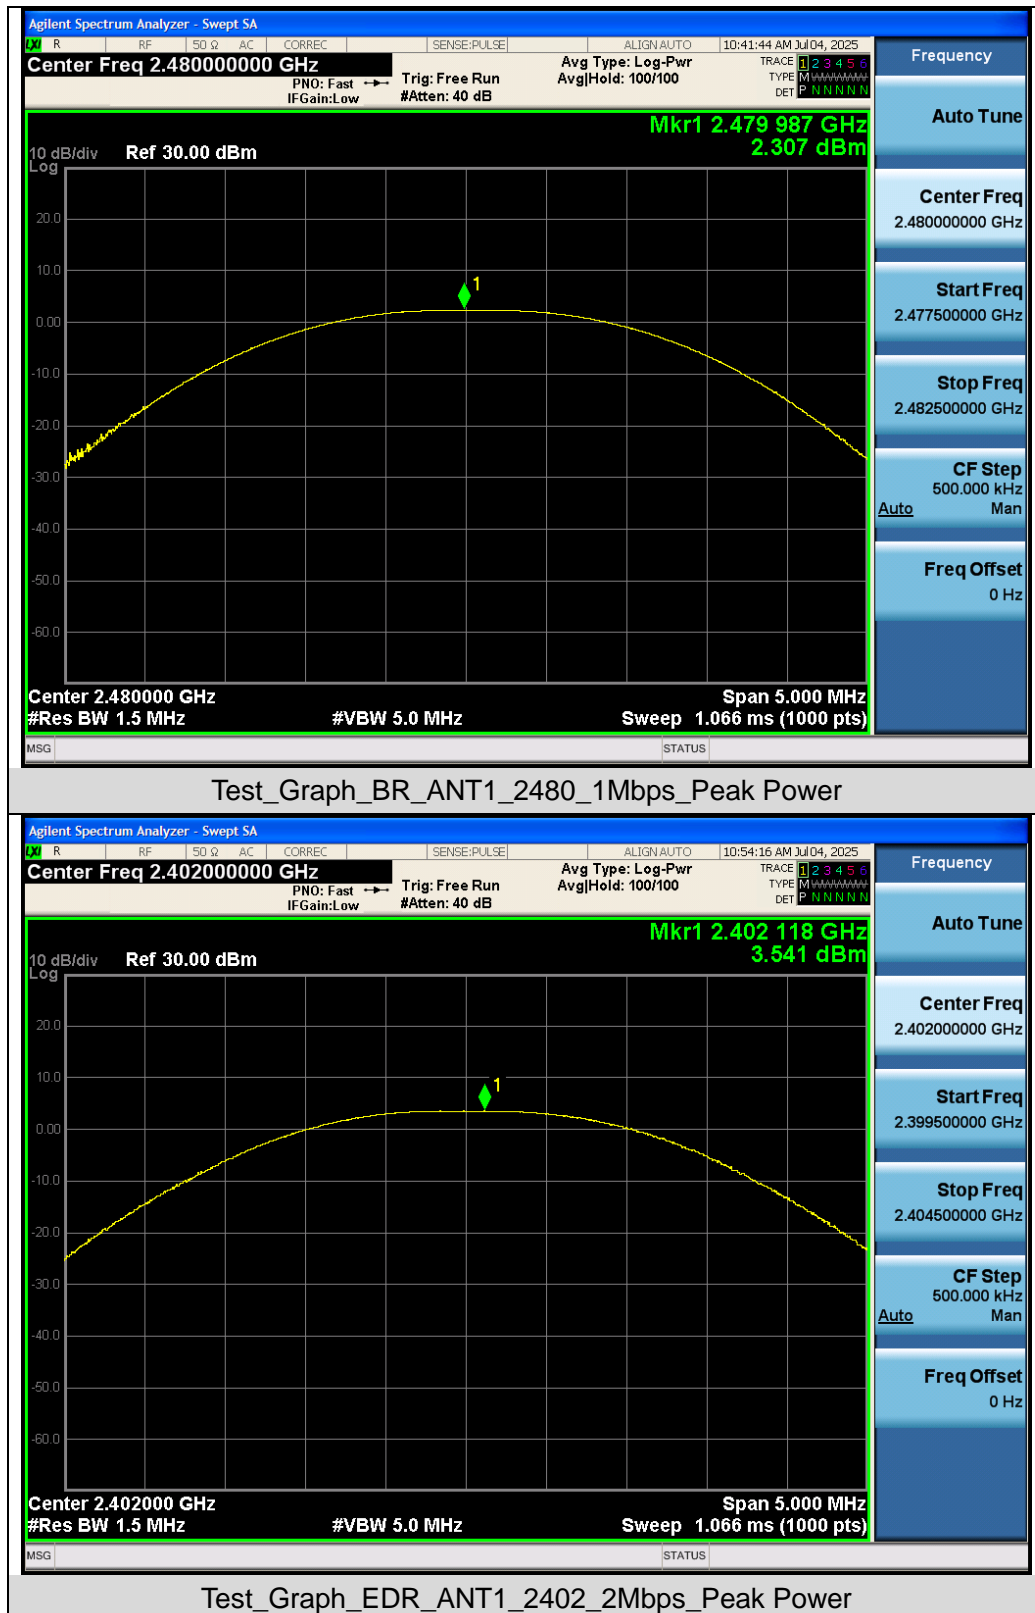 Agilent Spectrum Analyzer - Swept SA
LXI R RF 50 Ω AC CORREC SENSE:PULSE ALIGN AUTO 10:41:44 AM Jul 04, 2025
Center Freq 2.480000000 GHz
PNO: Fast
IFGain:Low
Trig: Free Run
#Atten: 40 dB
Avg Type: Log-Pwr
Avg|Hold: 100/100
TRACE 1 2 3 4 5 6
TYPE M W W W W W
DET P N N N N N
Mkr1 2.479 987 GHz
2.307 dBm
10 dB/div Ref 30.00 dBm
Log
20.0
10.0
0.00
-10.0
-20.0
-30.0
-40.0
-50.0
-60.0
1
Center 2.480000 GHz Span 5.000 MHz
#Res BW 1.5 MHz #VBW 5.0 MHz Sweep 1.066 ms (1000 pts)
MSG STATUS
Frequency
Auto Tune
Center Freq
2.480000000 GHz
Start Freq
2.477500000 GHz
Stop Freq
2.482500000 GHz
CF Step
500.000 kHz
Auto Man
Freq Offset
0 Hz
Test_Graph_BR_ANT1_2480_1Mbps_Peak Power
Agilent Spectrum Analyzer - Swept SA
LXI R RF 50 Ω AC CORREC SENSE:PULSE ALIGN AUTO 10:54:16 AM Jul 04, 2025
Center Freq 2.402000000 GHz
PNO: Fast
IFGain:Low
Trig: Free Run
#Atten: 40 dB
Avg Type: Log-Pwr
Avg|Hold: 100/100
TRACE 1 2 3 4 5 6
TYPE M W W W W W
DET P N N N N N
Mkr1 2.402 118 GHz
3.541 dBm
10 dB/div Ref 30.00 dBm
Log
20.0
10.0
0.00
-10.0
-20.0
-30.0
-40.0
-50.0
-60.0
1
Center 2.402000 GHz Span 5.000 MHz
#Res BW 1.5 MHz #VBW 5.0 MHz Sweep 1.066 ms (1000 pts)
MSG STATUS
Frequency
Auto Tune
Center Freq
2.402000000 GHz
Start Freq
2.399500000 GHz
Stop Freq
2.404500000 GHz
CF Step
500.000 kHz
Auto Man
Freq Offset
0 Hz
Test_Graph_EDR_ANT1_2402_2Mbps_Peak Power